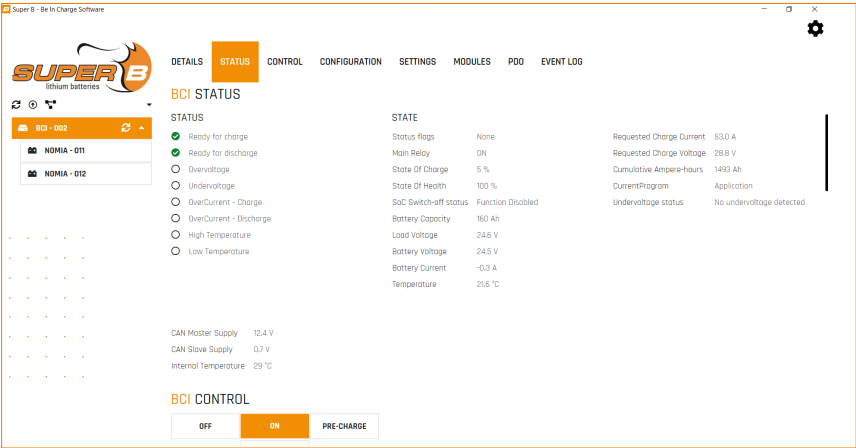 Super B - Be In Charge Software
SUPER B
lithium batteries
DETAILS STATUS CONTROL CONFIGURATION SETTINGS MODULES PDO EVENT LOG
BCI - 002
NOMIA - 011
NOMIA - 012
BCI STATUS
STATUS
Ready for charge
Ready for discharge
Overvoltage
Undervoltage
OverCurrent - Charge
OverCurrent - Discharge
High Temperature
Low Temperature
STATE
Status flags None
Main Relay ON
State Of Charge 5 %
State Of Health 100 %
SoC Switch-off status Function Disabled
Battery Capacity 160 Ah
Load Voltage 24,6 V
Battery Voltage 24,5 V
Battery Current -0,3 A
Temperature 21,6 °C
Requested Charge Current 53,0 A
Requested Charge Voltage 28,8 V
Cumulative Ampere-hours 1493 Ah
CurrentProgram Application
Undervoltage status No undervoltage detected
CAN Master Supply 12,4 V
CAN Slave Supply 0,7 V
Internal Temperature 29 °C
BCI CONTROL
OFF ON PRE-CHARGE